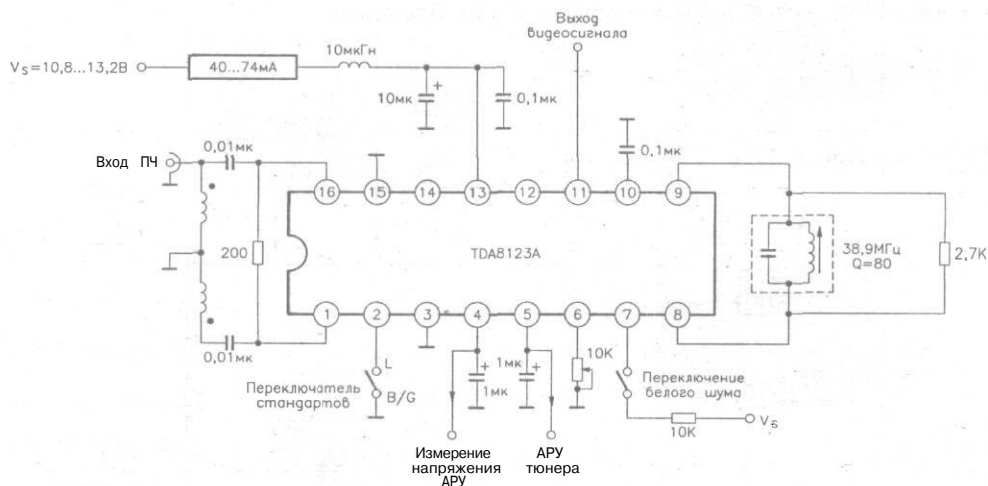 Выход
видеосигнала
10мкГн
V_S=10,8...13,2В
40...74мА
10мк
0,1мк
0,1мк
Вход ПЧ
0,01мк
16
15
14
13
12
11
10
9
200
TDA8123A
38,9МГц
Q=80
2,7К
1
2
3
4
5
6
7
8
0,01мк
L
B/G
Переключатель
стандартов
1мк
1мк
10К
Переключение
белого шума
10К
V_S
Измерение
напряжения
АРУ
АРУ
тюнера